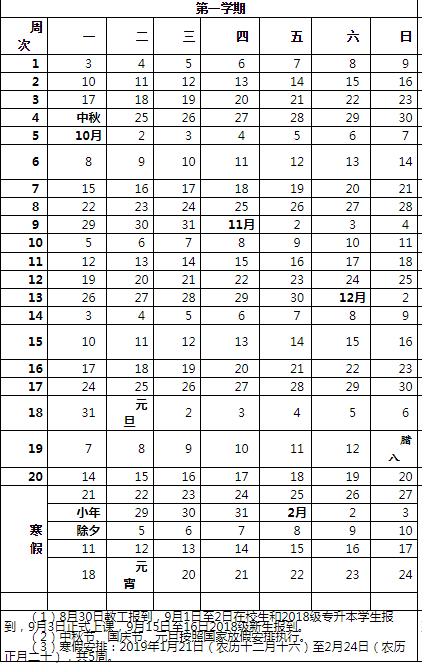 第一学期
周次 一 二 三 四 五 六 日
1 3 4 5 6 7 8 9
2 10 11 12 13 14 15 16
3 17 18 19 20 21 22 23
4 中秋 25 26 27 28 29 30
5 10月 2 3 4 5 6 7
6 8 9 10 11 12 13 14
7 15 16 17 18 19 20 21
8 22 23 24 25 26 27 28
9 29 30 31 11月 2 3 4
10 5 6 7 8 9 10 11
11 12 13 14 15 16 17 18
12 19 20 21 22 23 24 25
13 26 27 28 29 30 12月 2
14 3 4 5 6 7 8 9
15 10 11 12 13 14 15 16
16 17 18 19 20 21 22 23
17 24 25 26 27 28 29 30
18 31 元旦 2 3 4 5 6
19 7 8 9 10 11 12 腊八
20 14 15 16 17 18 19 20
寒假 21 22 23 24 25 26 27
小年 29 30 31 2月 2 3
除夕 5 6 7 8 9 10
11 12 13 14 15 16 17
18 元宵 20 21 22 23 24
（1）8月30日教工报到，9月1日至2日在校生和2018级专升本学生报
到，9月3日正式上课，9月15日至16日2018级新生报到。
（2）中秋节、国庆节、元旦按照国家放假安排执行。
（3）寒假安排：2019年1月21日（农历十二月十六）至2月24日（农历
正月二十），共5周。